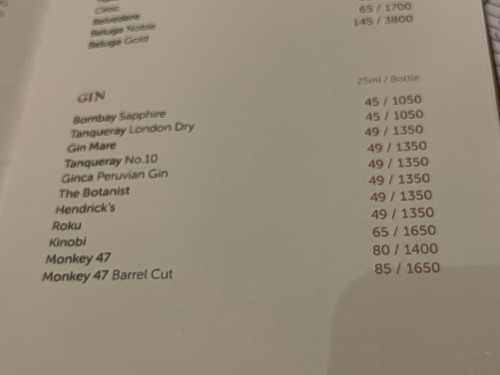 Belvedere 65 / 1700
Beluga Noble 145 / 3800
Beluga Gold
GIN 25ml / Bottle
Bombay Sapphire 45 / 1050
Tanqueray London Dry 45 / 1050
Gin Mare 49 / 1350
Tanqueray No.10 49 / 1350
Ginca Peruvian Gin 49 / 1350
The Botanist 49 / 1350
Hendrick's 49 / 1350
Roku 49 / 1350
Kinobi 65 / 1650
Monkey 47 80 / 1400
Monkey 47 Barrel Cut 85 / 1650